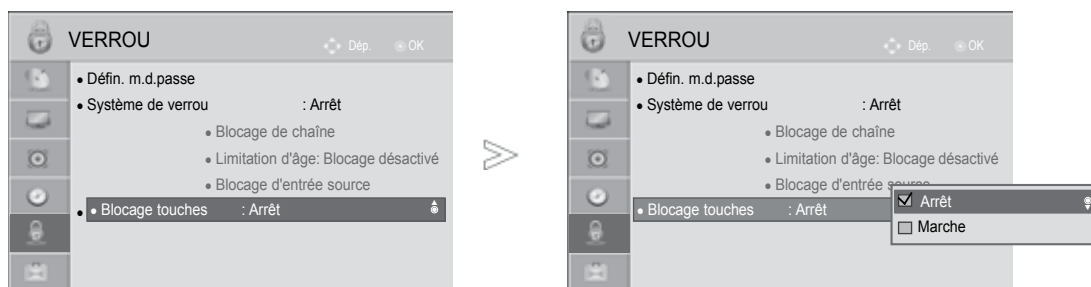 VERROU
Dép. OK
• Défin. m.d.passe
• Système de verrou : Arrêt
• Blocage de chaîne
• Limitation d'âge: Blocage désactivé
• Blocage d'entrée source
• • Blocage touches : Arrêt
VERROU
Dép. OK
• Défin. m.d.passe
• Système de verrou : Arrêt
• Blocage de chaîne
• Limitation d'âge: Blocage désactivé
• Blocage d'entrée source
• Blocage touches : Arrêt
Arrêt
Marche